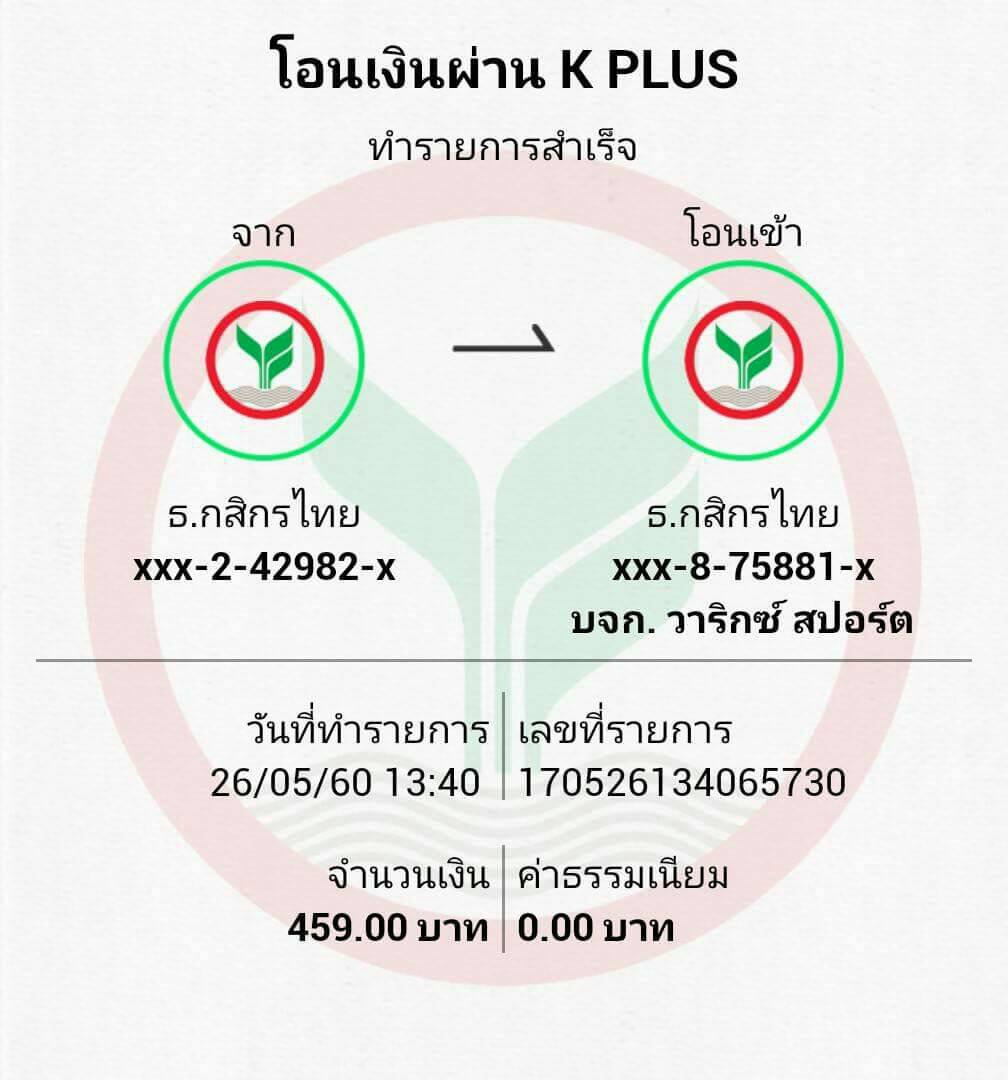 โอนเงินผ่าน K PLUS
ทำรายการสำเร็จ
จาก
โอนเข้า
ธ.กสิกรไทย
xxx-2-42982-x
ธ.กสิกรไทย
xxx-8-75881-x
บจก. วาริกซ์ สปอร์ต
วันที่ทำรายการ
26/05/60 13:40
เลขที่รายการ
170526134065730
จำนวนเงิน
459.00 บาท
ค่าธรรมเนียม
0.00 บาท